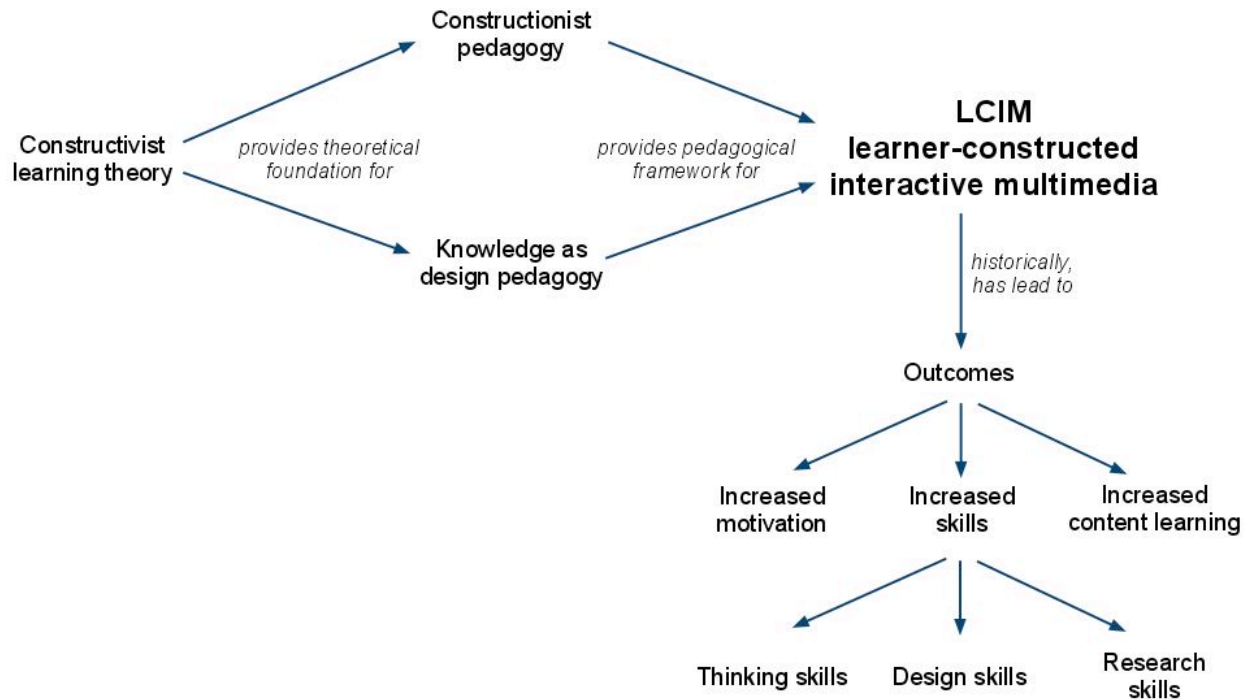 Constructionist
pedagogy
Constructivist
learning theory
provides theoretical
foundation for
provides pedagogical
framework for
LCIM
learner-constructed
interactive multimedia
Knowledge as
design pedagogy
historically,
has lead to
Outcomes
Increased
motivation
Increased
skills
Increased
content learning
Thinking skills
Design skills
Research
skills